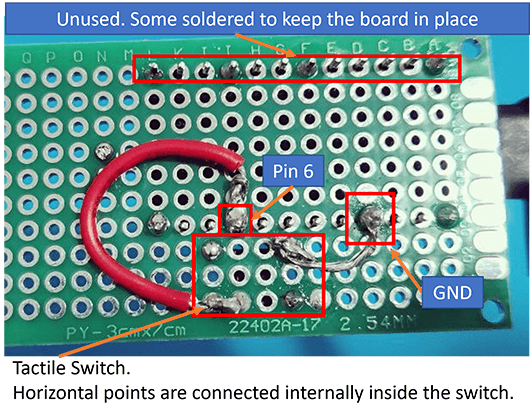 Unused. Some soldered to keep the board in place
Q P O N M L K J I H G F E D C B A
Pin 6
GND
PY-3cmx7cm 22402A-17 2.54MM
Tactile Switch.
Horizontal points are connected internally inside the switch.